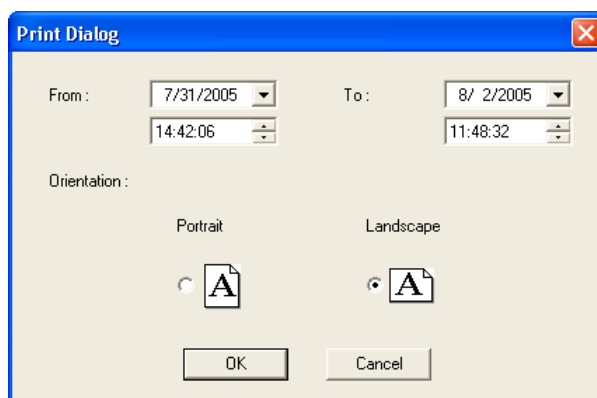 Print Dialog
From : 7/31/2005 To : 8/ 2/2005
14:42:06 11:48:32
Orientation :
Portrait Landscape
A A
OK Cancel